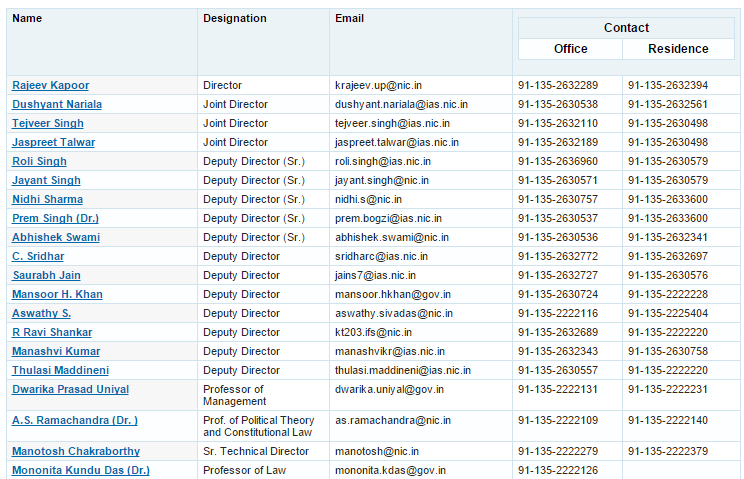 Name Designation Email Contact
Office Residence
Rajeev Kapoor Director krajeev.up@nic.in 91-135-2632289 91-135-2632394
Dushyant Nariala Joint Director dushyant.nariala@ias.nic.in 91-135-2630538 91-135-2632561
Tejveer Singh Joint Director tejveer.singh@ias.nic.in 91-135-2632110 91-135-2630498
Jaspreet Talwar Joint Director jaspreet.talwar@ias.nic.in 91-135-2632189 91-135-2630498
Roli Singh Deputy Director (Sr.) roli.singh@ias.nic.in 91-135-2636960 91-135-2630579
Jayant Singh Deputy Director (Sr.) jayant.singh@nic.in 91-135-2630571 91-135-2630579
Nidhi Sharma Deputy Director (Sr.) nidhi.s@nic.in 91-135-2630757 91-135-2633600
Prem Singh (Dr.) Deputy Director (Sr.) prem.bogzi@ias.nic.in 91-135-2630537 91-135-2633600
Abhishek Swami Deputy Director (Sr.) abhishek.swami@nic.in 91-135-2630536 91-135-2632341
C. Sridhar Deputy Director sridharc@ias.nic.in 91-135-2632772 91-135-2632697
Saurabh Jain Deputy Director jains7@ias.nic.in 91-135-2632727 91-135-2630576
Mansoor H. Khan Deputy Director mansoor.hkhan@gov.in 91-135-2630724 91-135-2222228
Aswathy S. Deputy Director aswathy.sivadas@nic.in 91-135-2222116 91-135-2225404
R Ravi Shankar Deputy Director kt203.ifs@nic.in 91-135-2632689 91-135-2222220
Manashvi Kumar Deputy Director manashvikr@ias.nic.in 91-135-2632343 91-135-2630758
Thulasi Maddineni Deputy Director thulasi.maddineni@ias.nic.in 91-135-2630557 91-135-2222220
Dwarika Prasad Uniyal Professor of dwarika.uniyal@gov.in 91-135-2222131 91-135-2222231
Management
A.S. Ramachandra (Dr. ) Prof. of Political Theory as.ramachandra@nic.in 91-135-2222109 91-135-2222140
and Constitutional Law
Manotosh Chakraborthy Sr. Technical Director manotosh@nic.in 91-135-2222279 91-135-2222379
Mononita Kundu Das (Dr.) Professor of Law mononita.kdas@gov.in 91-135-2222126